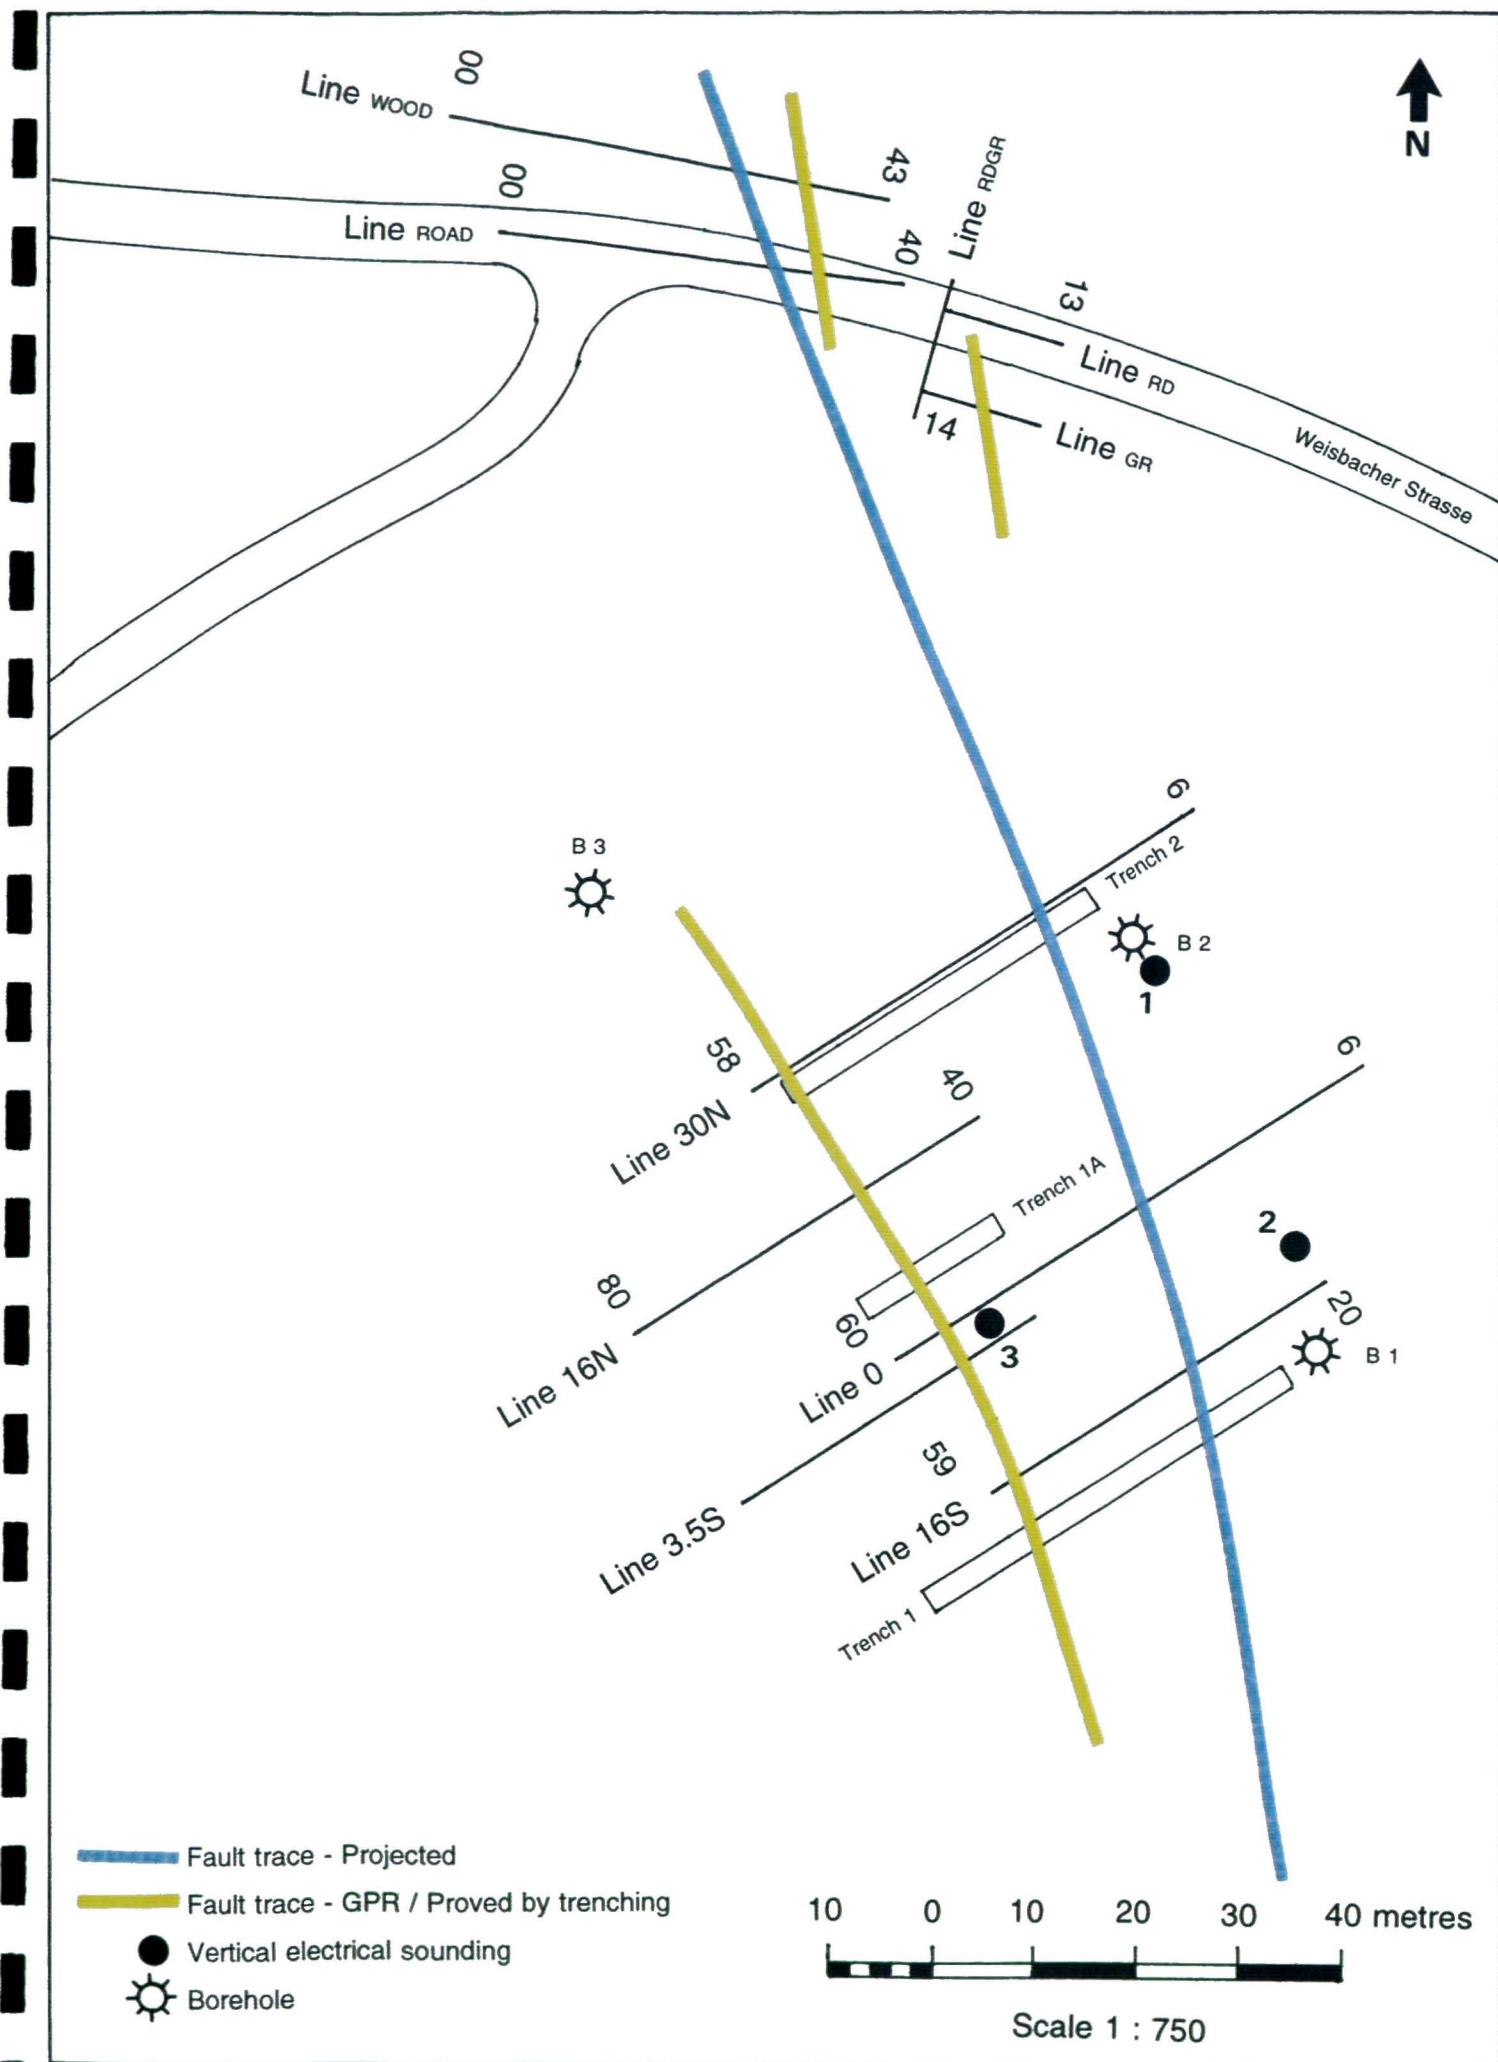 00
Line WOOD
43
N
00
Line ROAD
40
Line RDGR
13
Line RD
14
Line GR
Weisbacher Strasse
6
B 3
Trench 2
B 2
1
58
Line 30N
40
6
Trench 1A
2
80
60
20
Line 16N
Line 0
3
B 1
59
Line 3.5S
Line 16S
Trench 1
Fault trace - Projected
Fault trace - GPR / Proved by trenching
Vertical electrical sounding
Borehole
10 0 10 20 30 40 metres
Scale 1 : 750